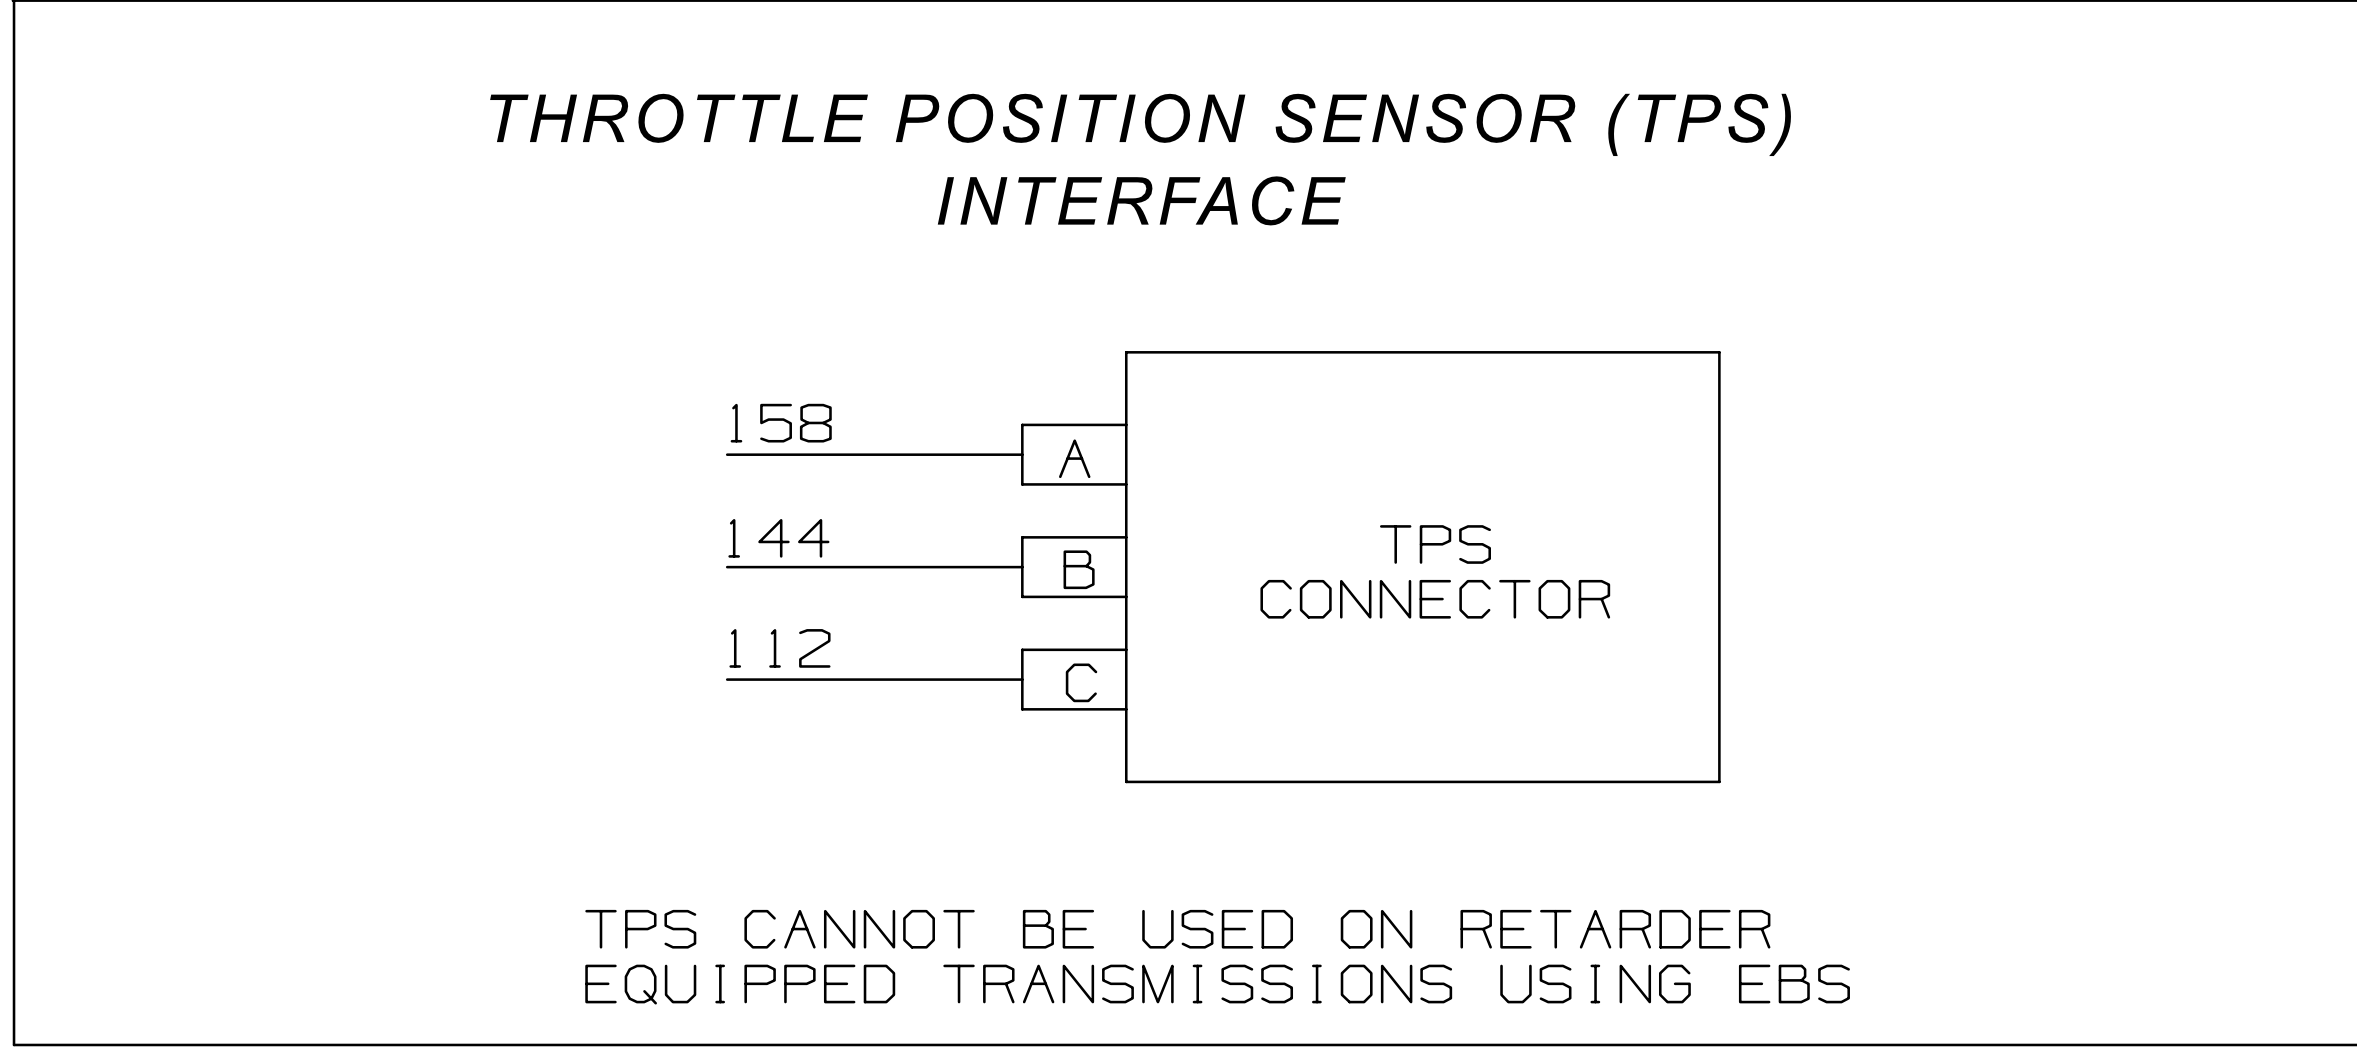 THROTTLE POSITION SENSOR (TPS)
INTERFACE
158
A
144
B
112
C
TPS
CONNECTOR
TPS CANNOT BE USED ON RETARDER
EQUIPPED TRANSMISSIONS USING EBS